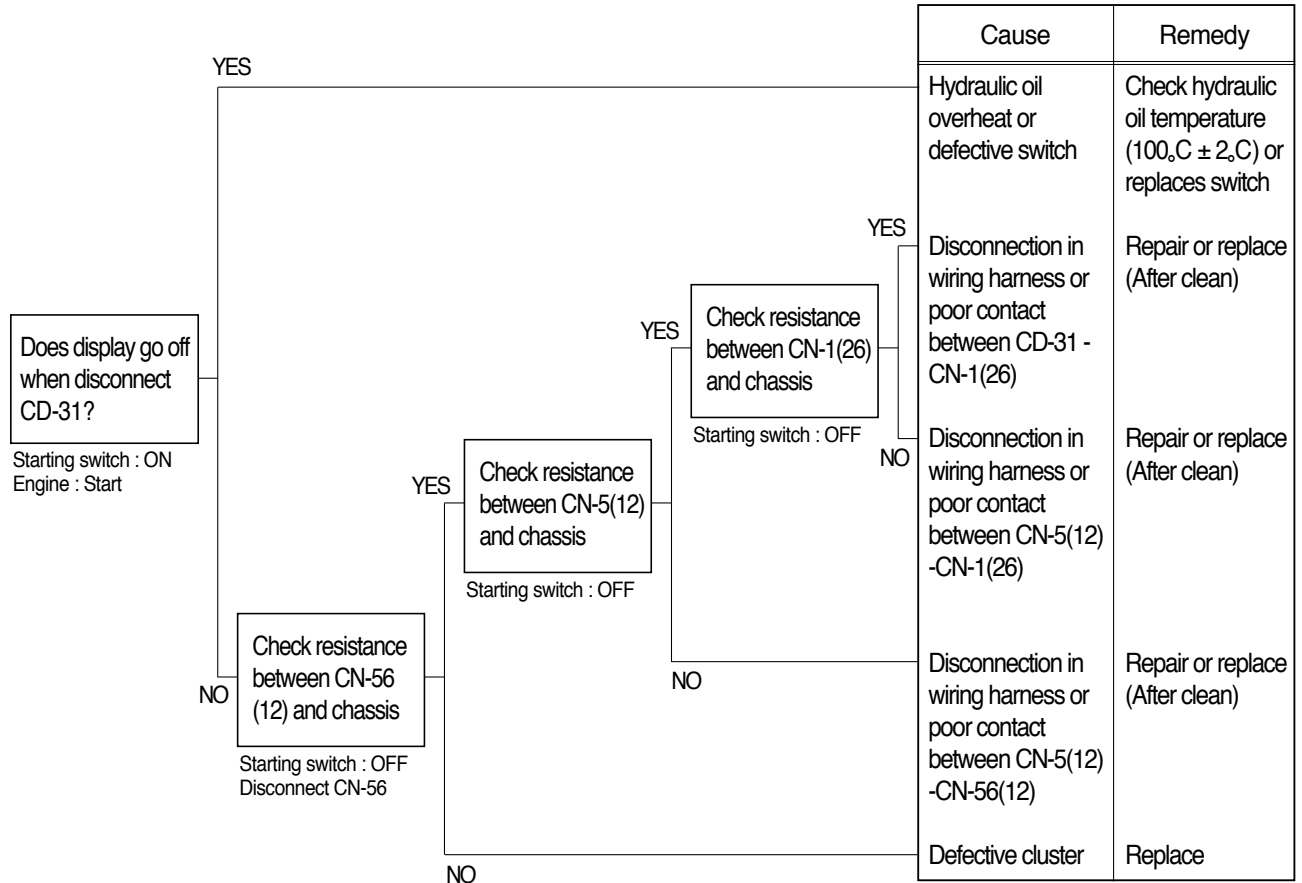 Cause
Remedy
YES
Hydraulic oil
overheat or
defective switch
Check hydraulic
oil temperature
(100˳C ± 2˳C) or
replaces switch
YES
Disconnection in
wiring harness or
poor contact
between CD-31 -
CN-1(26)
Repair or replace
(After clean)
Check resistance
between CN-1(26)
and chassis
Starting switch : OFF
YES
NO
Does display go off
when disconnect
CD-31?
Starting switch : ON
Engine : Start
Disconnection in
wiring harness or
poor contact
between CN-5(12)
-CN-1(26)
Repair or replace
(After clean)
YES
Check resistance
between CN-5(12)
and chassis
Starting switch : OFF
NO
Check resistance
between CN-56
(12) and chassis
Starting switch : OFF
Disconnect CN-56
NO
Disconnection in
wiring harness or
poor contact
between CN-5(12)
-CN-56(12)
Repair or replace
(After clean)
NO
Defective cluster
Replace